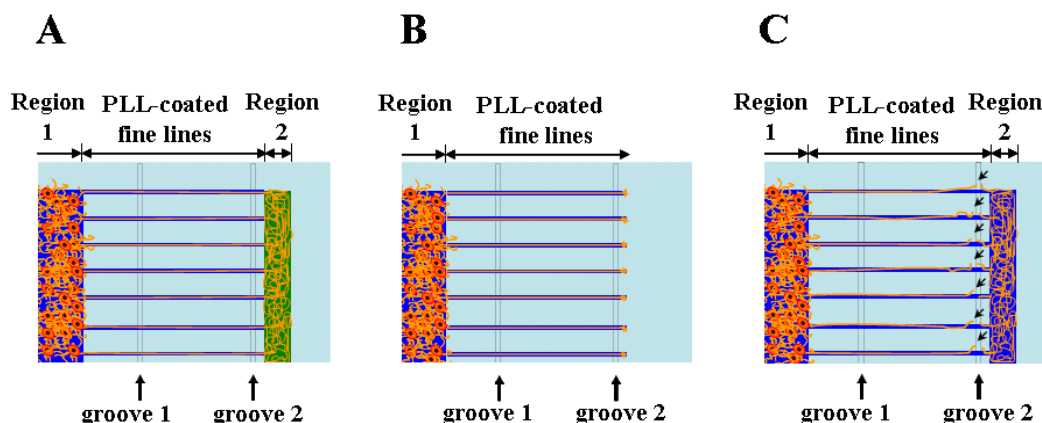 A
Region
1
PLL-coated
fine lines
Region
2
groove 1
groove 2
B
Region
1
PLL-coated
fine lines
groove 1
groove 2
C
Region
1
PLL-coated
fine lines
Region
2
groove 1
groove 2